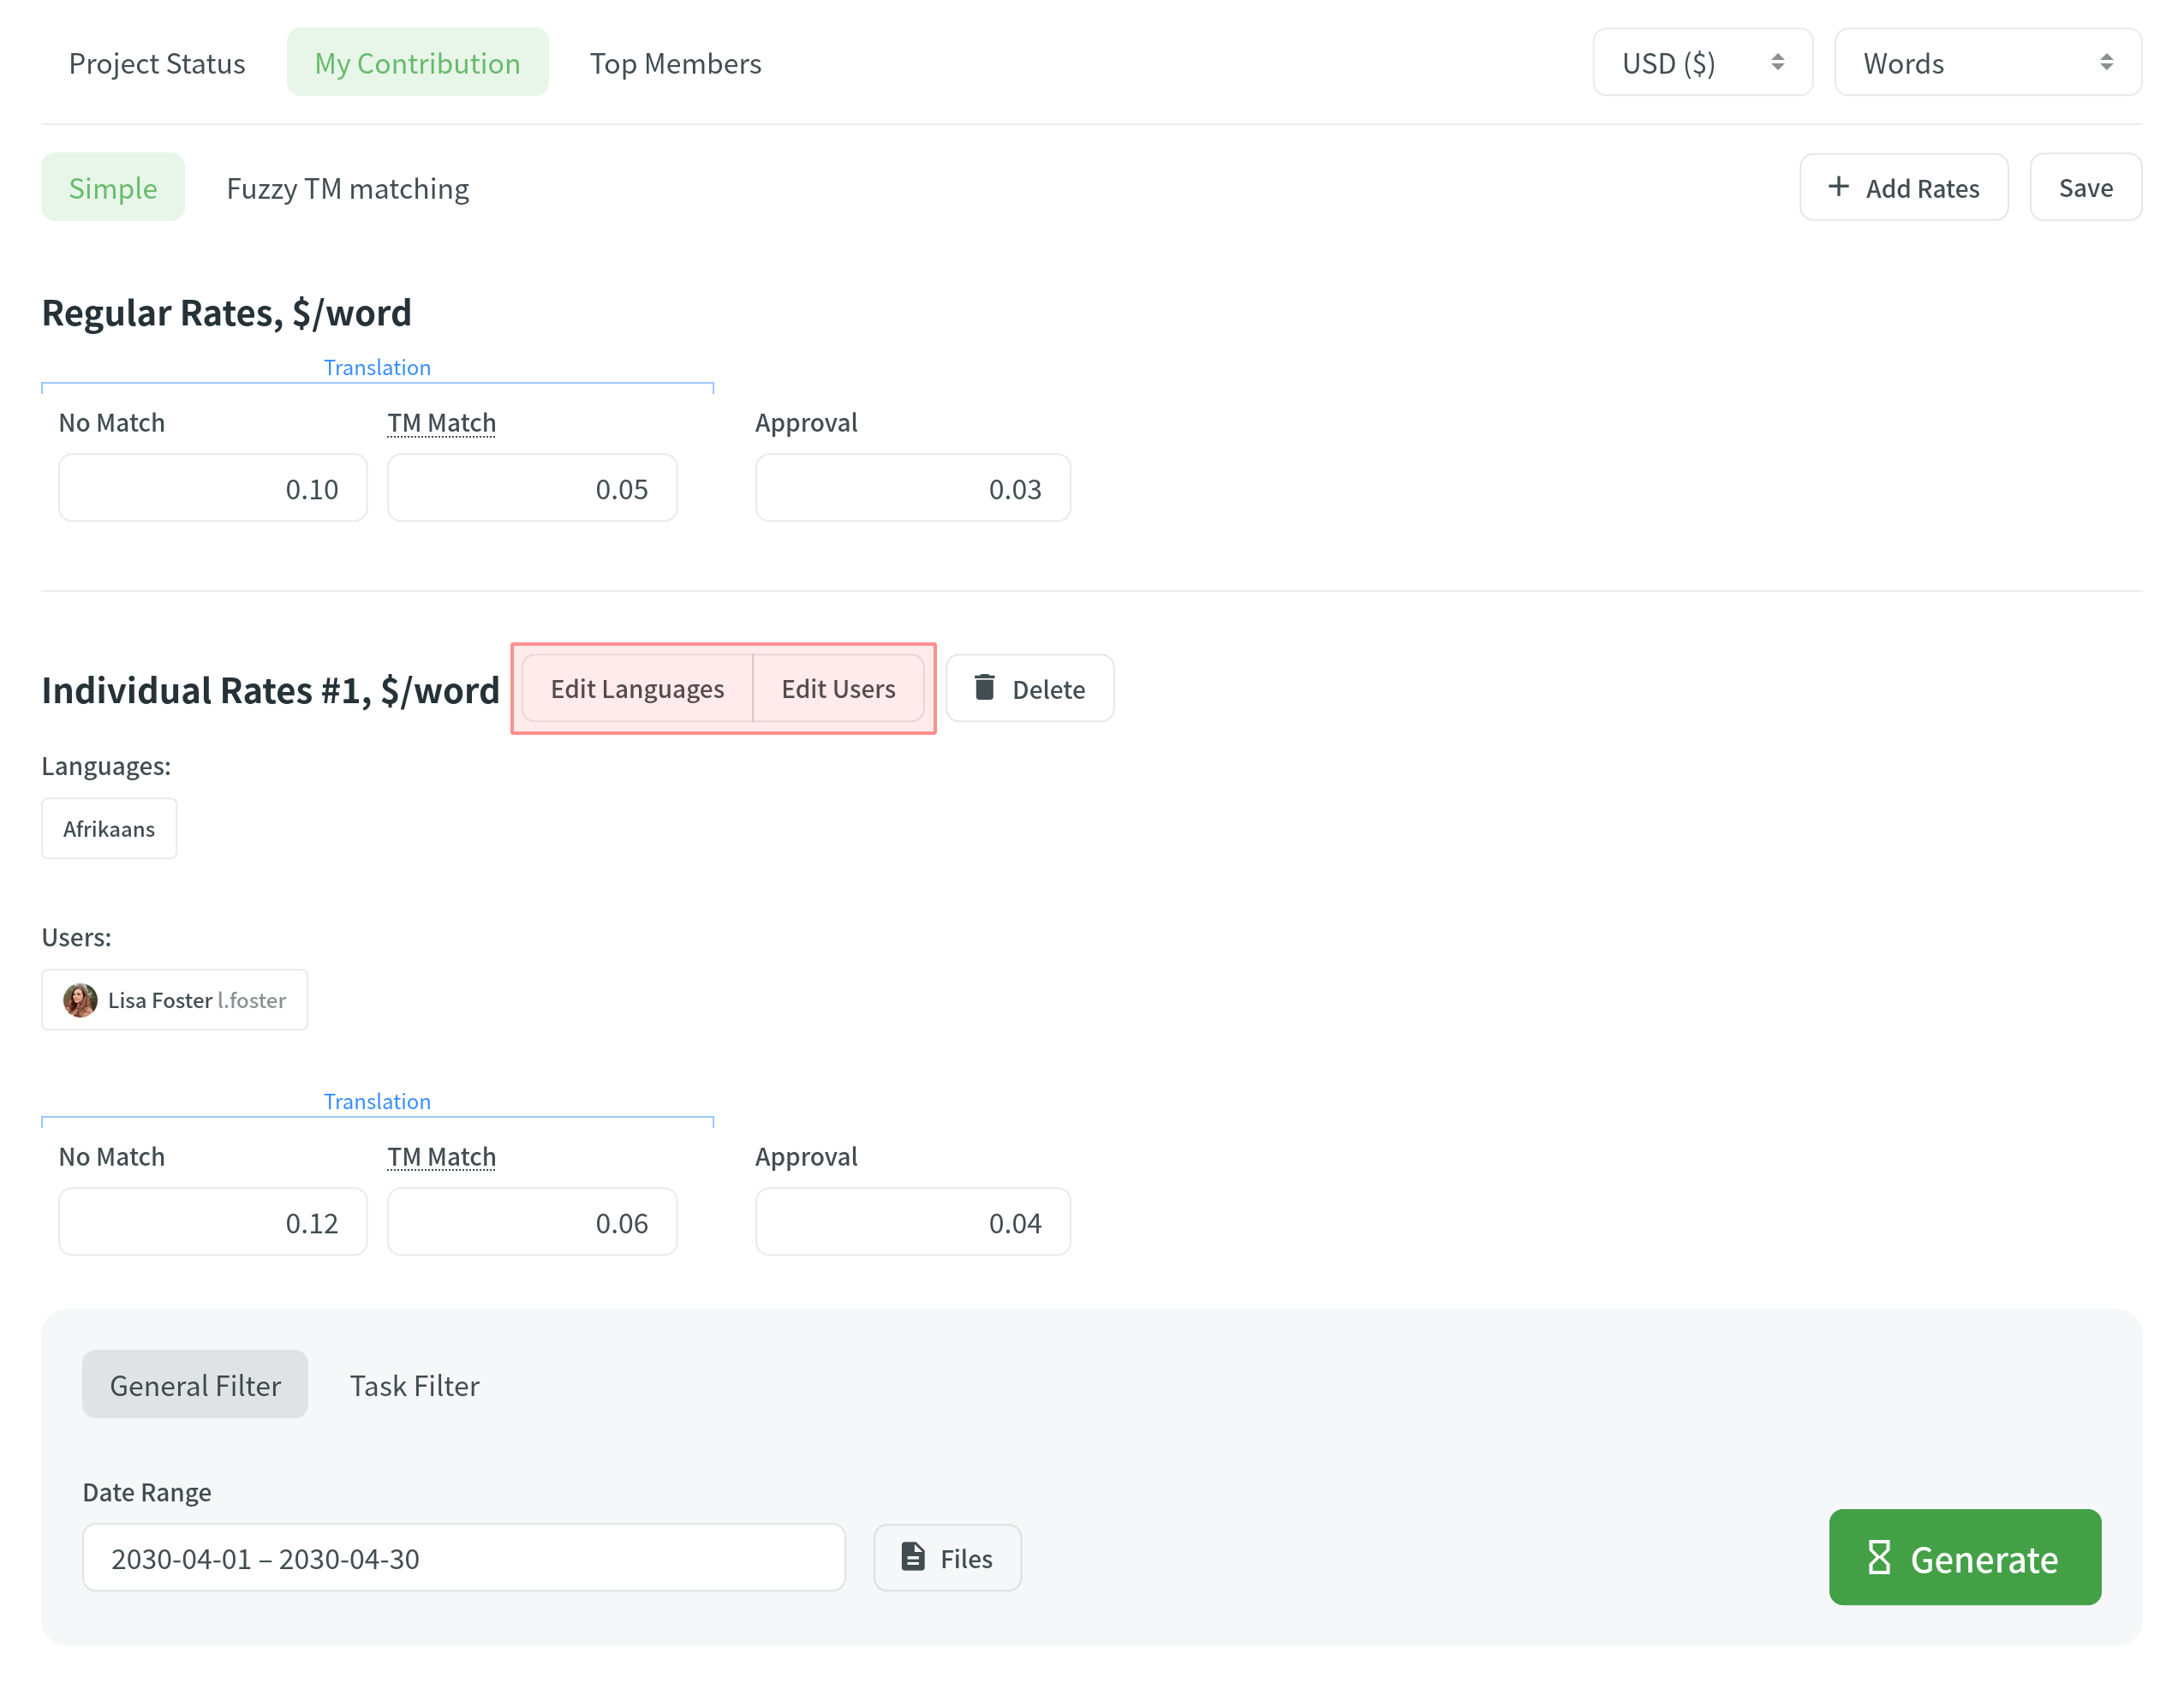 Project Status My Contribution Top Members USD ($) Words
Simple Fuzzy TM matching + Add Rates Save
Regular Rates, $/word
Translation
No Match TM Match Approval
0.10 0.05 0.03
Individual Rates #1, $/word Edit Languages Edit Users Delete
Languages:
Afrikaans
Users:
Lisa Foster l.foster
Translation
No Match TM Match Approval
0.12 0.06 0.04
General Filter Task Filter
Date Range
2030-04-01 – 2030-04-30 Files Generate